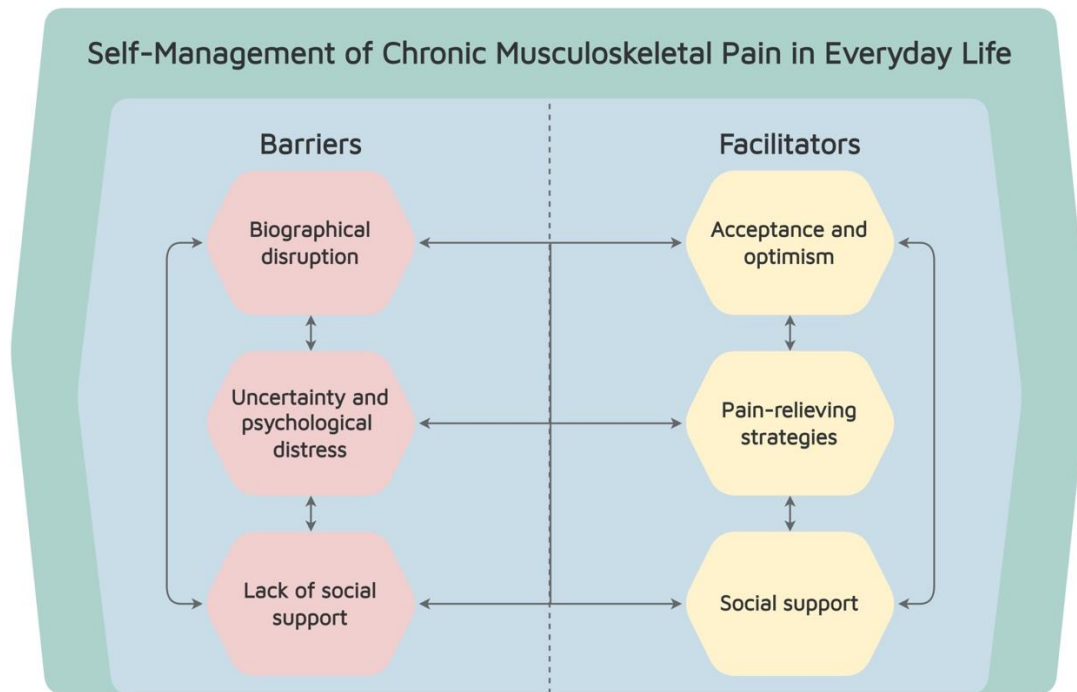 Self-Management of Chronic Musculoskeletal Pain in Everyday Life
Barriers
Biographical
disruption
Uncertainty and
psychological
distress
Lack of social
support
Facilitators
Acceptance and
optimism
Pain-relieving
strategies
Social support